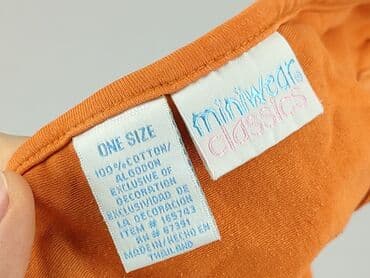 ONE SIZE
100% COTTON/
ALGODON
EXCLUSIVE OF
DECORATION
EXCLUSIVIDAD DE
LA DECORACION
ITEM # 169743
RN # 67391
MADE IN/HECHO EN
THAILAND
miniwear®
classics